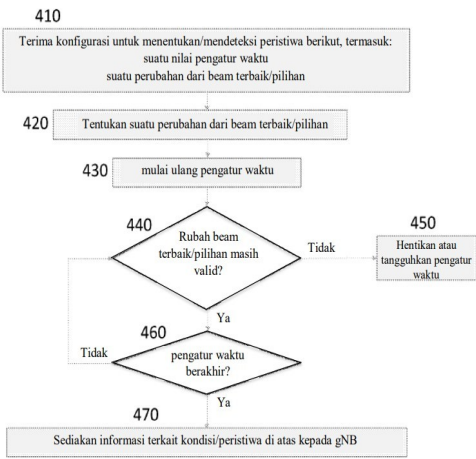 410
Terima konfigurasi untuk menentukan/mendeteksi peristiwa berikut, termasuk:
suatu nilai pengatur waktu
suatu perubahan dari beam terbaik/pilihan
420
Tentukan suatu perubahan dari beam terbaik/pilihan
430
mulai ulang pengatur waktu
440
Rubah beam
terbaik/pilihan masih
valid?
Tidak
450
Hentikan atau
tangguhkan pengatur
waktu
Ya
460
Tidak
pengatur waktu
berakhir?
Ya
470
Sediakan informasi terkait kondisi/peristiwa di atas kepada gNB